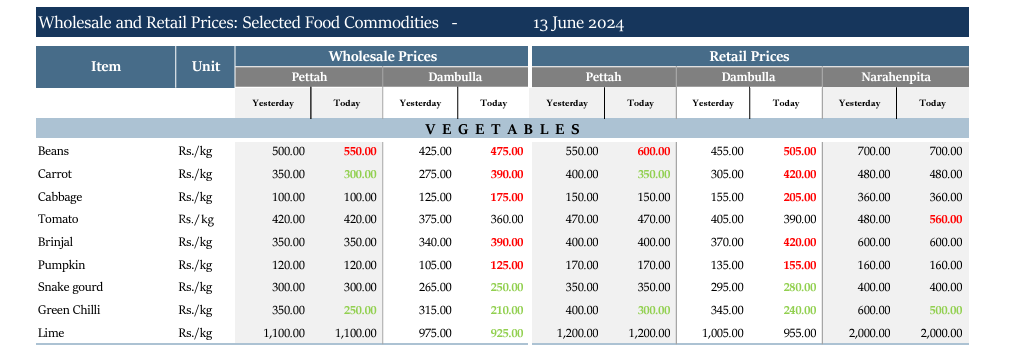 Wholesale and Retail Prices: Selected Food Commodities - 13 June 2024
Item Unit Wholesale Prices Retail Prices
Pettah Dambulla Pettah Dambulla Narahenpita
Yesterday Today Yesterday Today Yesterday Today Yesterday Today Yesterday Today
VEGETABLES
Beans Rs./kg 500.00 550.00 425.00 475.00 550.00 600.00 455.00 505.00 700.00 700.00
Carrot Rs./kg 350.00 300.00 275.00 390.00 400.00 350.00 305.00 420.00 480.00 480.00
Cabbage Rs./kg 100.00 100.00 125.00 175.00 150.00 150.00 155.00 205.00 360.00 360.00
Tomato Rs./kg 420.00 420.00 375.00 360.00 470.00 470.00 405.00 390.00 480.00 560.00
Brinjal Rs./kg 350.00 350.00 340.00 390.00 400.00 400.00 370.00 420.00 600.00 600.00
Pumpkin Rs./kg 120.00 120.00 105.00 125.00 170.00 170.00 135.00 155.00 160.00 160.00
Snake gourd Rs./kg 300.00 300.00 265.00 250.00 350.00 350.00 295.00 280.00 400.00 400.00
Green Chilli Rs./kg 350.00 250.00 315.00 210.00 400.00 300.00 345.00 240.00 600.00 500.00
Lime Rs./kg 1,100.00 1,100.00 975.00 925.00 1,200.00 1,200.00 1,005.00 955.00 2,000.00 2,000.00